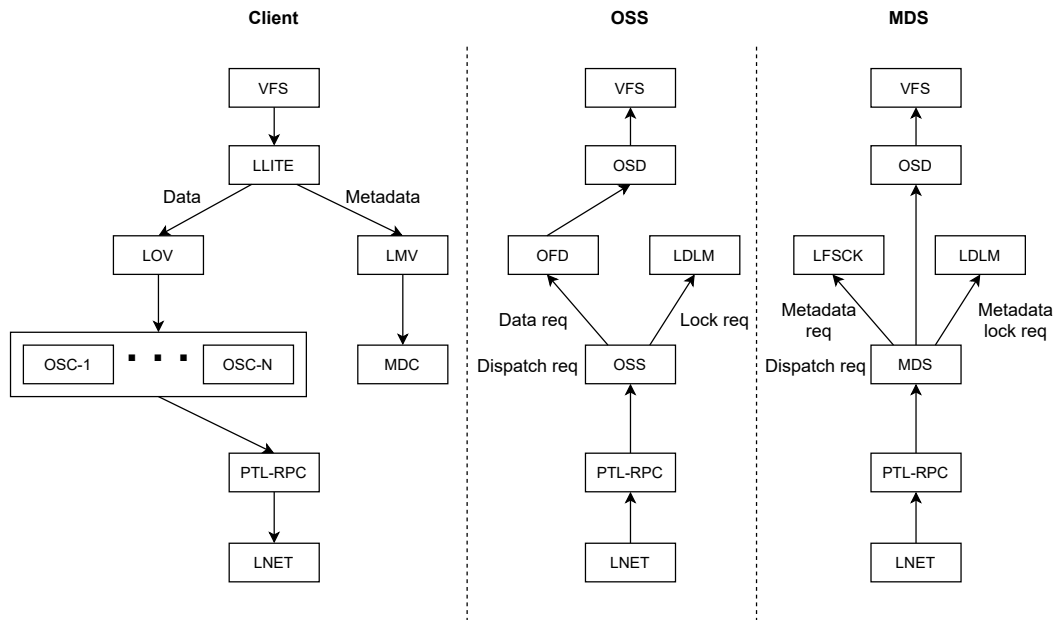 Client
VFS
LLITE
Data
Metadata
LOV
LMV
OSC-1
OSC-N
MDC
PTL-RPC
LNET
OSS
VFS
OSD
OFD
LDLM
Data req
Lock req
Dispatch req
OSS
PTL-RPC
LNET
MDS
VFS
OSD
LFSCK
LDLM
Metadata
req
Metadata
lock req
Dispatch req
MDS
PTL-RPC
LNET